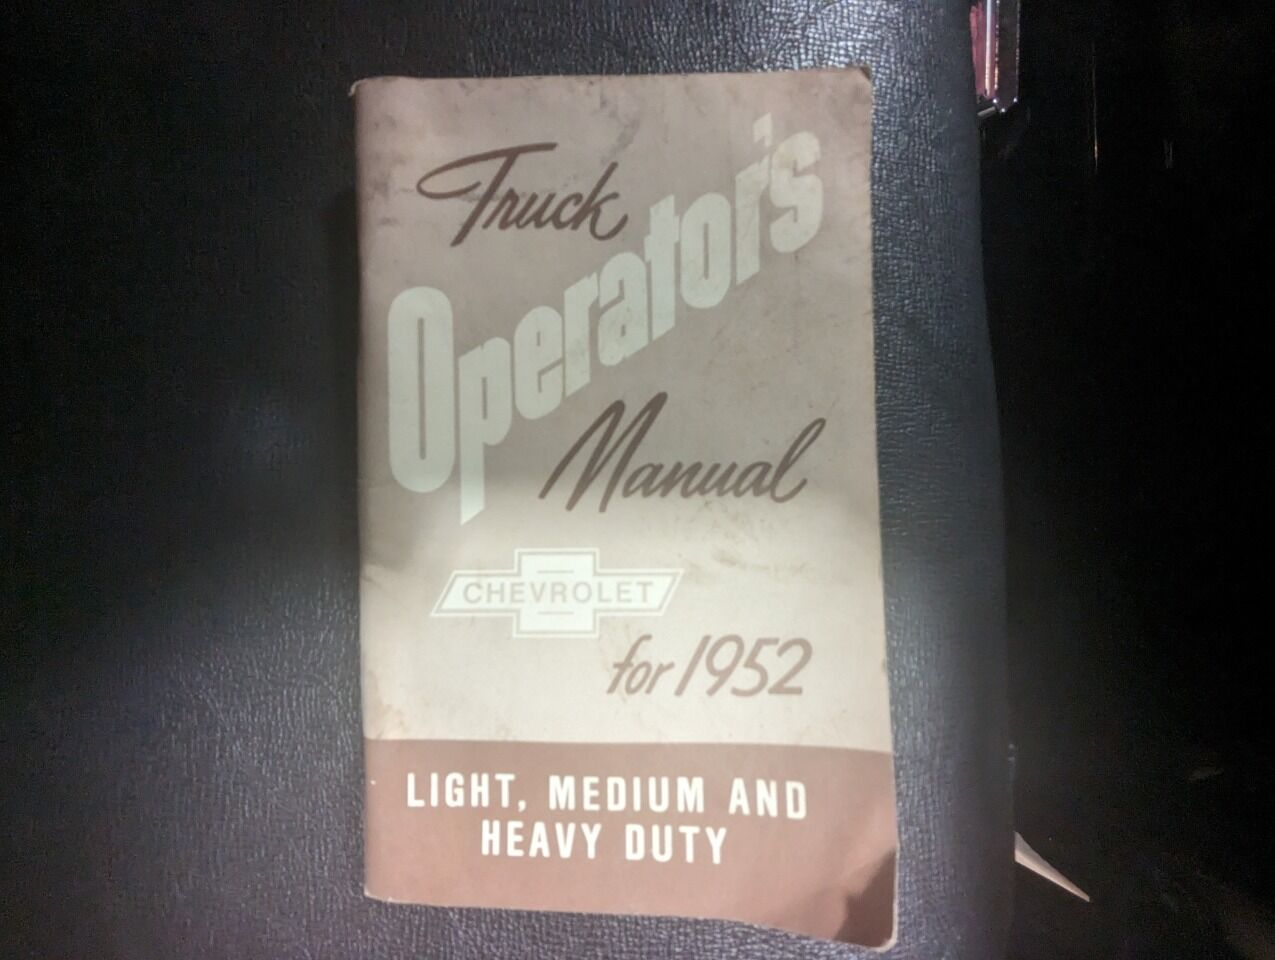 Truck
Operator's
Manual
CHEVROLET
for 1952
LIGHT, MEDIUM AND
HEAVY DUTY